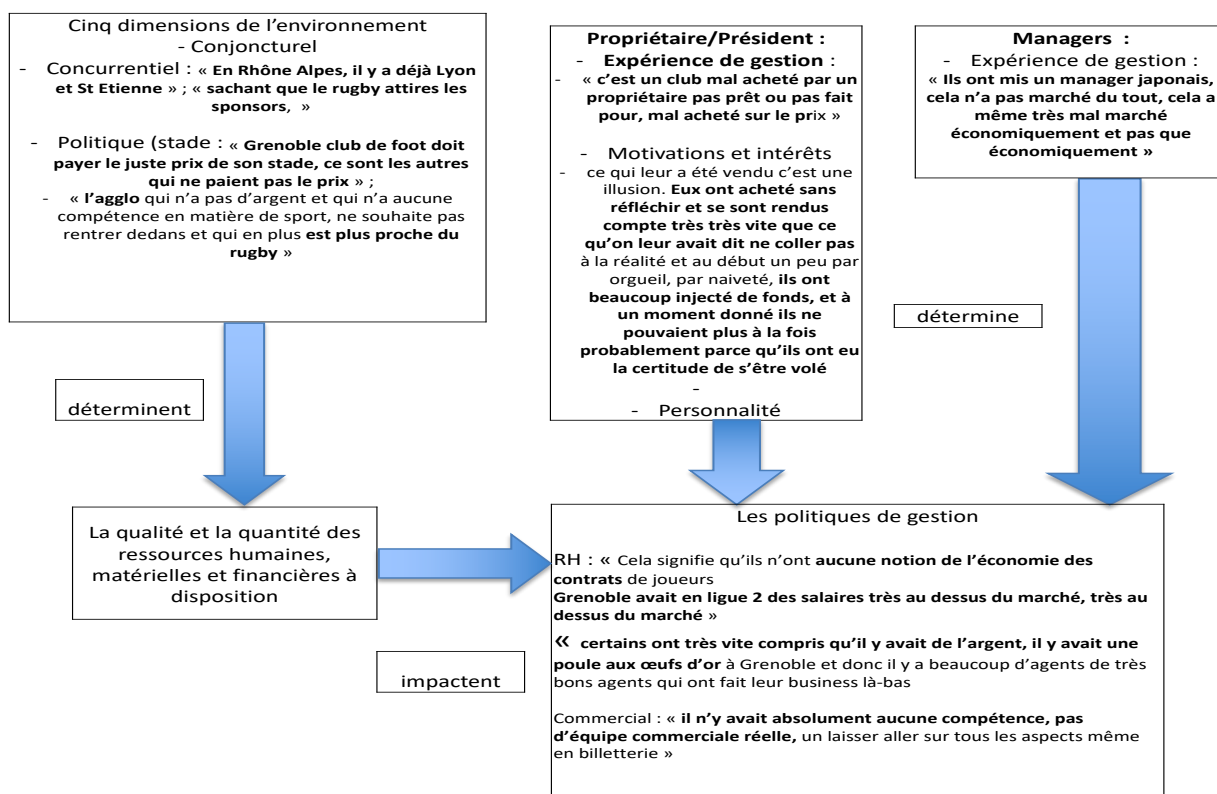 Cinq dimensions de l'environnement
- Conjoncturel
- Concurrentiel : « En Rhône Alpes, il y a déjà Lyon
et St Etienne » ; « sachant que le rugby attires les
sponsors, »
- Politique (stade : « Grenoble club de foot doit
payer le juste prix de son stade, ce sont les autres
qui ne paient pas le prix » ;
- « l'agglo qui n'a pas d'argent et qui n'a aucune
compétence en matière de sport, ne souhaite pas
rentrer dedans et qui en plus est plus proche du
rugby »
Propriétaire/Président :
- Expérience de gestion :
- « c'est un club mal acheté par un
propriétaire pas prêt ou pas fait
pour, mal acheté sur le prix »
- Motivations et intérêts
- ce qui leur a été vendu c'est une
illusion. Eux ont acheté sans
réfléchir et se sont rendus
compte très très vite que ce
qu'on leur avait dit ne coller pas
à la réalité et au début un peu par
orgueil, par naiveté, ils ont
beaucoup injecté de fonds, et à
un moment donné ils ne
pouvaient plus à la fois
probablement parce qu'ils ont eu
la certitude de s'être volé
-
- Personnalité
Managers :
- Expérience de gestion :
« Ils ont mis un manager japonais,
cela n'a pas marché du tout, cela a
même très mal marché
économiquement et pas que
économiquement »
détermine
déterminent
La qualité et la quantité des
ressources humaines,
matérielles et financières à
disposition
impactent
Les politiques de gestion
RH : « Cela signifie qu'ils n'ont aucune notion de l'économie des
contrats de joueurs
Grenoble avait en ligue 2 des salaires très au dessus du marché, très au
dessus du marché »
« certains ont très vite compris qu'il y avait de l'argent, il y avait une
poule aux œufs d'or à Grenoble et donc il y a beaucoup d'agents de très
bons agents qui ont fait leur business là-bas
Commercial : « il n'y avait absolument aucune compétence, pas
d'équipe commerciale réelle, un laisser aller sur tous les aspects même
en billetterie »